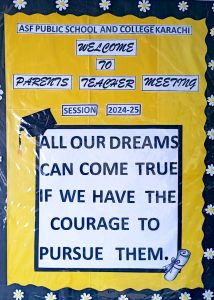 ASF PUBLIC SCHOOL AND COLLEGE KARACHI
WELCOME
TO
PARENTS TEACHER MEETING
SESSION 2024-25
ALL OUR DREAMS
CAN COME TRUE
IF WE HAVE THE
COURAGE TO
PURSUE THEM.